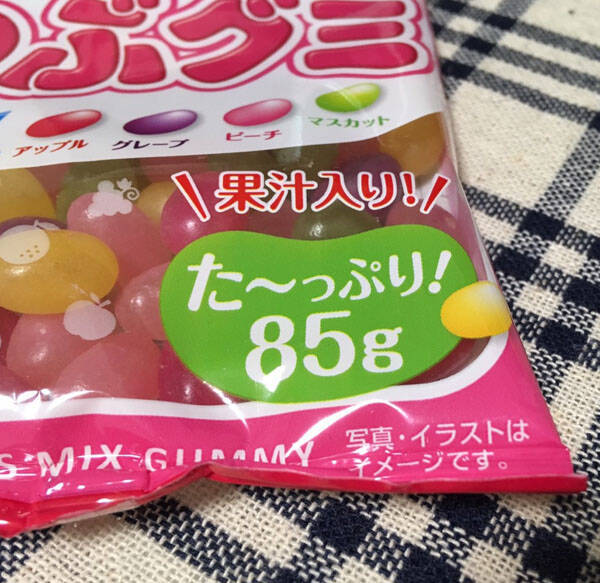 つぶグミ
アップル グレープ ピーチ マスカット
果汁入り!
た〜っぷり!
85g
MIX GUMMY
写真・イラストは
イメージです。